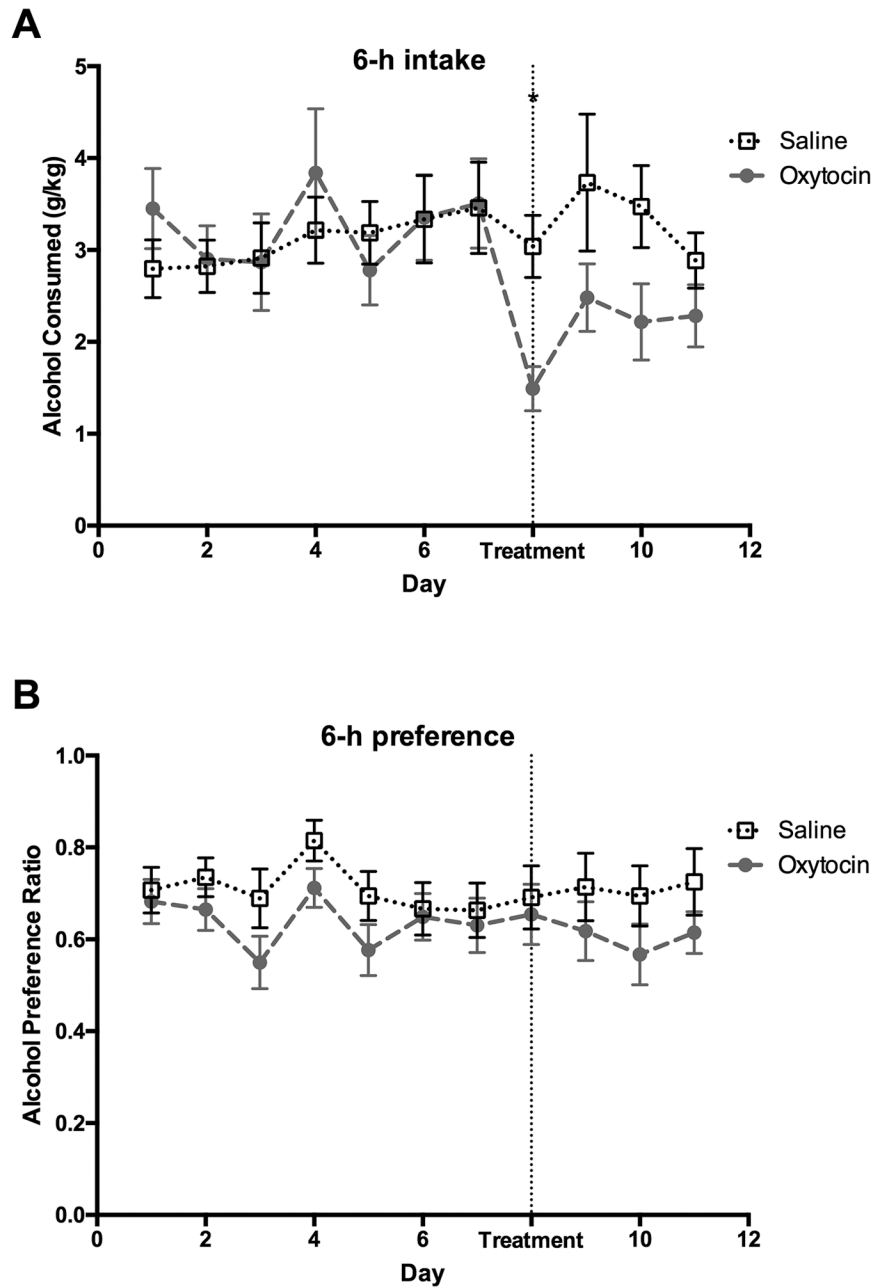 A
6-h intake
5
4
3
2
1
0
*
Saline
Oxytocin
Alcohol Consumed (g/kg)
0 2 4 6 Treatment 10 12
Day
B
6-h preference
1.0
0.8
0.6
0.4
0.2
0.0
Saline
Oxytocin
Alcohol Preference Ratio
0 2 4 6 Treatment 10 12
Day